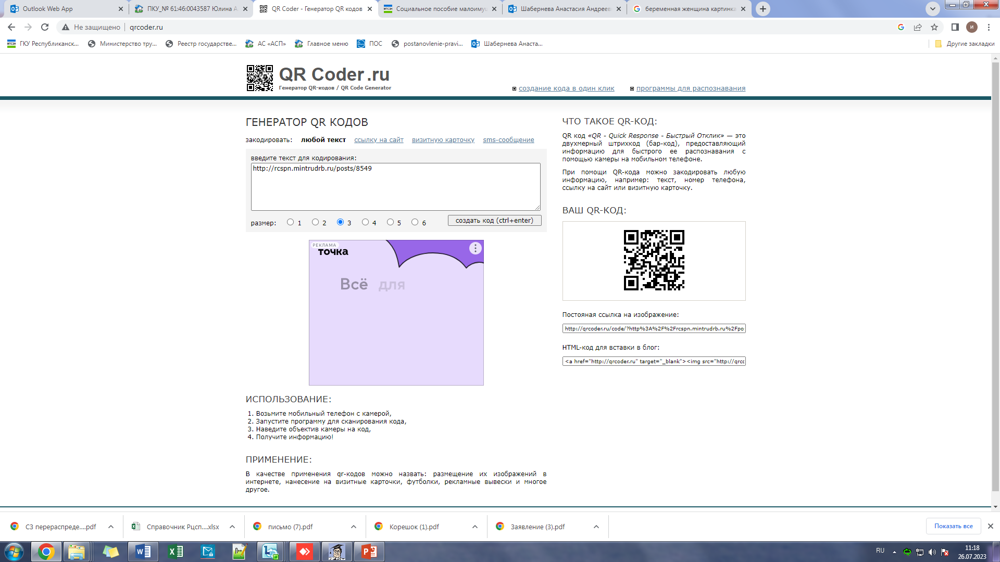 Outlook Web App
ПКУ_№ 61:46:0043587 Юлина А
QR Coder - Генератор QR кодов
Социальное пособие малоимущ
Шабернева Анастасия Андреев
беременная женщина картинка
Не защищено
qrcoder.ru
И
ГКУ Республиканск...
Министерство тру...
Реестр государстве...
АС «АСП»
Главное меню
ПОС
postanovlenie-pravi...
Шабернева Анаста...
Другие закладки
QR Coder.ru
Генератор QR-кодов / QR Code Generator
создание кода в один клик
программы для распознавания
ГЕНЕРАТОР QR КОДОВ
закодировать: любой текст ссылку на сайт визитную карточку sms-сообщение
введите текст для кодирования:
http://rcspn.mintrudrb.ru/posts/8549
размер: 1 2 3 4 5 6
создать код (ctrl+enter)
РЕКЛАМА
точка
Всё для
ИСПОЛЬЗОВАНИЕ:
1. Возьмите мобильный телефон с камерой,
2. Запустите программу для сканирования кода,
3. Наведите объектив камеры на код,
4. Получите информацию!
ПРИМЕНЕНИЕ:
В качестве применения qr-кодов можно назвать: размещение их изображений в
интернете, нанесение на визитные карточки, футболки, рекламные вывески и многое
другое.
ЧТО ТАКОЕ QR-КОД:
QR код «QR - Quick Response - Быстрый Отклик» — это
двухмерный штрихкод (бар-код), предоставляющий
информацию для быстрого ее распознавания с
помощью камеры на мобильном телефоне.
При помощи QR-кода можно закодировать любую
информацию, например: текст, номер телефона,
ссылку на сайт или визитную карточку.
ВАШ QR-КОД:
Постояная ссылка на изображение:
http://qrcoder.ru/code/?http%3A%2F%2Frcspn.mintrudrb.ru%2Fpo
HTML-код для вставки в блог:
<a href="http://qrcoder.ru" target="_blank"><img src="http://qrcc
СЗ перераспреде....pdf
Справочник Рцсп....xlsx
письмо (7).pdf
Корешок (1).pdf
Заявление (3).pdf
Показать все
RU
11:18
26.07.2023